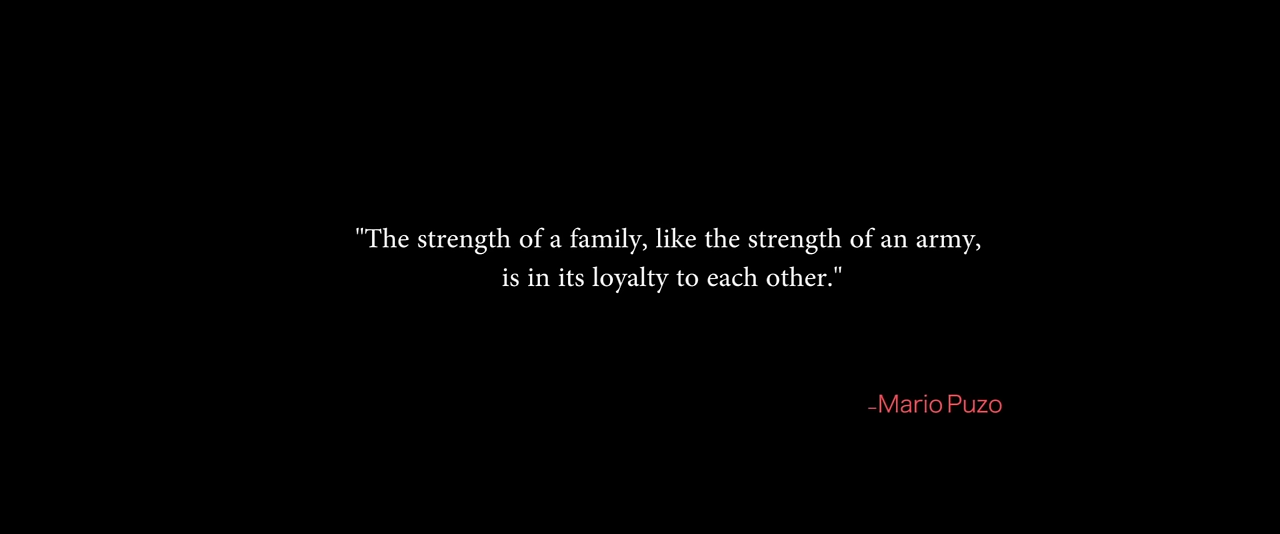 "The strength of a family, like the strength of an army,
is in its loyalty to each other."
-Mario Puzo